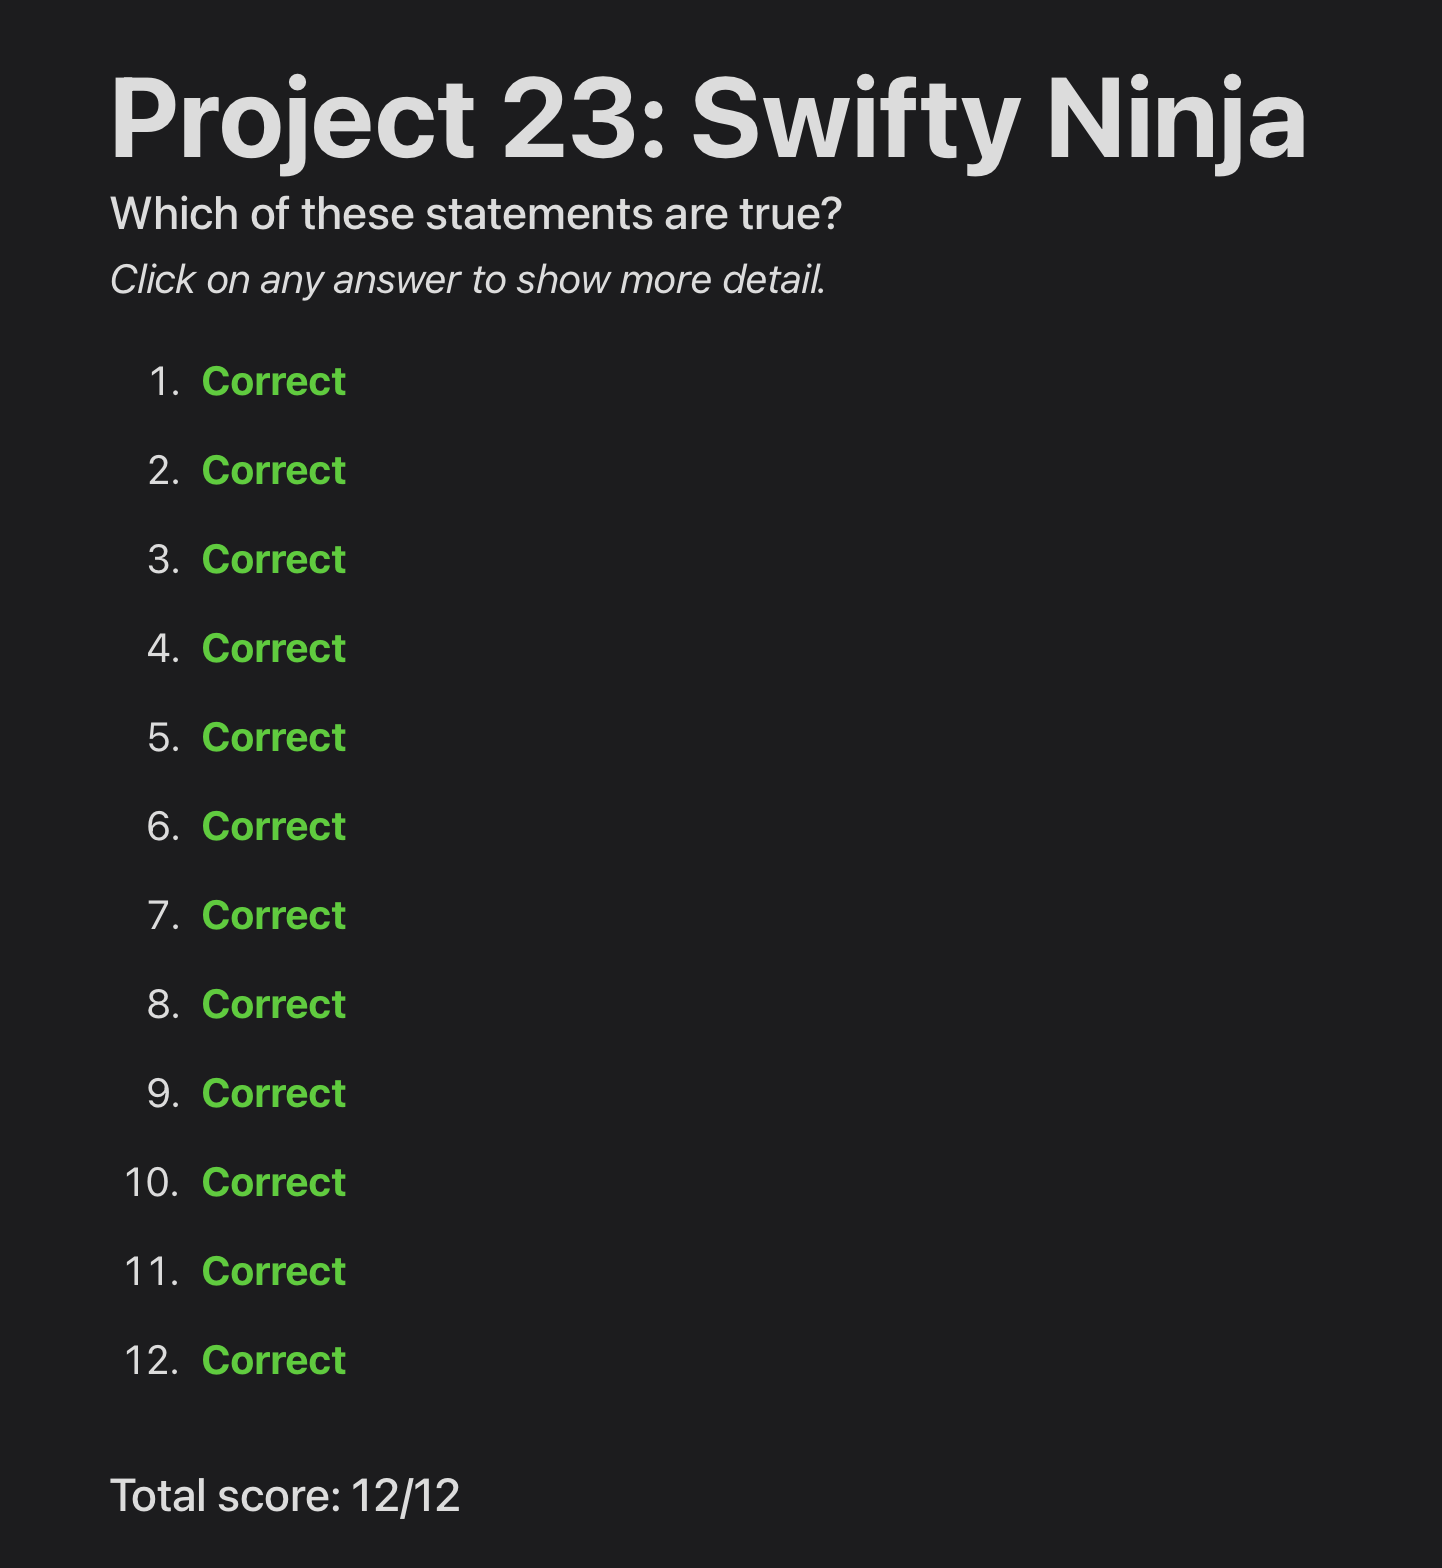 Project 23: Swifty Ninja
Which of these statements are true?
Click on any answer to show more detail.
1. Correct
2. Correct
3. Correct
4. Correct
5. Correct
6. Correct
7. Correct
8. Correct
9. Correct
10. Correct
11. Correct
12. Correct
Total score: 12/12